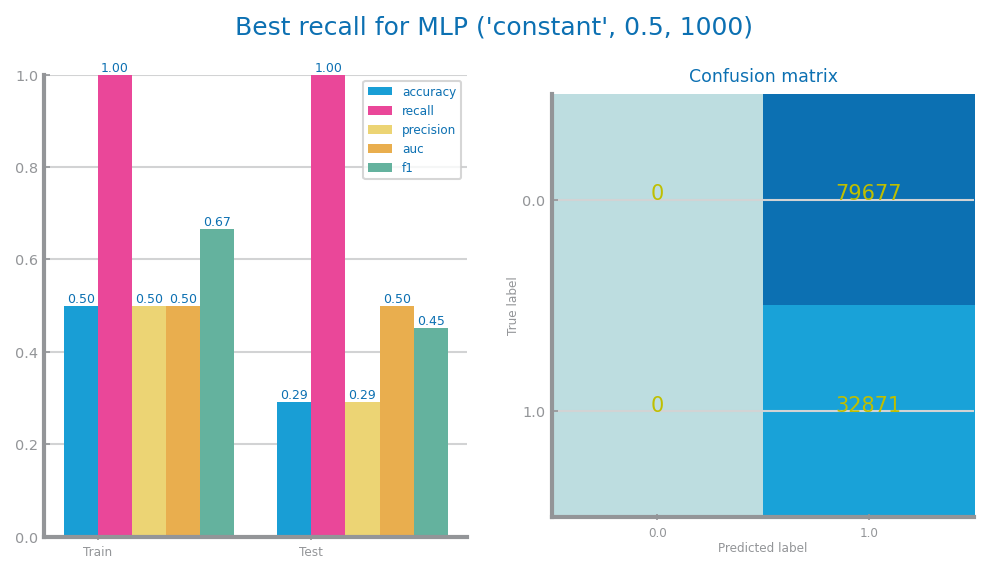 Best recall for MLP ('constant', 0.5, 1000)
1.0
0.8
0.6
0.4
0.2
0.0
0.50
1.00
0.50
0.50
0.67
0.29
1.00
0.29
0.50
0.45
Train
Test
accuracy
recall
precision
auc
f1
Confusion matrix
True label
0.0
1.0
0
79677
0
32871
0.0
1.0
Predicted label